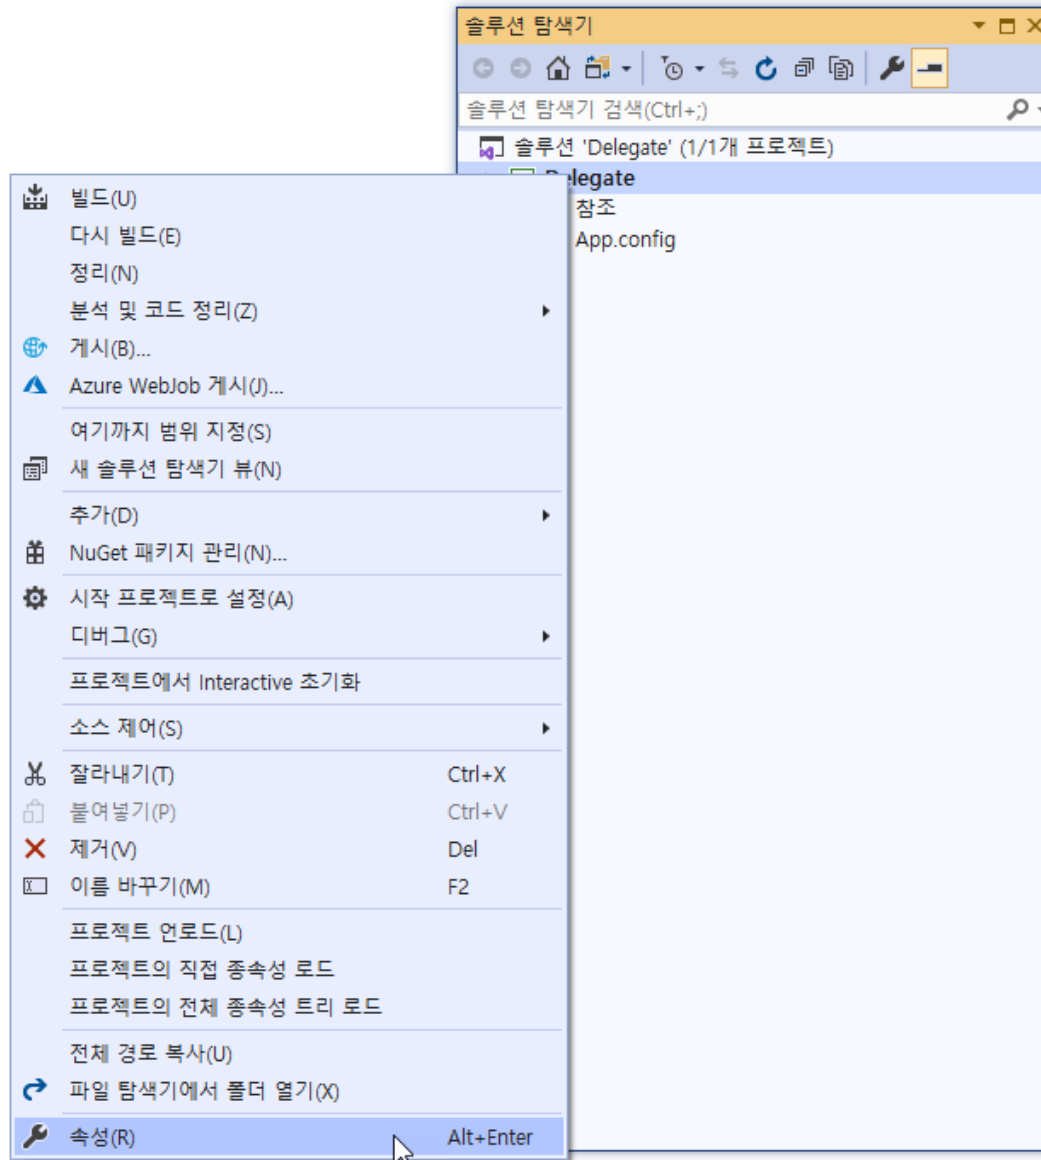 솔루션 탐색기
솔루션 탐색기 검색(Ctrl+;)
솔루션 'Delegate' (1/1개 프로젝트)
Delegate
참조
App.config
빌드(U)
다시 빌드(E)
정리(N)
분석 및 코드 정리(Z)
게시(B)...
Azure WebJob 게시(J)...
여기까지 범위 지정(S)
새 솔루션 탐색기 뷰(N)
추가(D)
NuGet 패키지 관리(N)...
시작 프로젝트로 설정(A)
디버그(G)
프로젝트에서 Interactive 초기화
소스 제어(S)
잘라내기(T) Ctrl+X
붙여넣기(P) Ctrl+V
제거(V) Del
이름 바꾸기(M) F2
프로젝트 언로드(L)
프로젝트의 직접 종속성 로드
프로젝트의 전체 종속성 트리 로드
전체 경로 복사(U)
파일 탐색기에서 폴더 열기(X)
속성(R) Alt+Enter